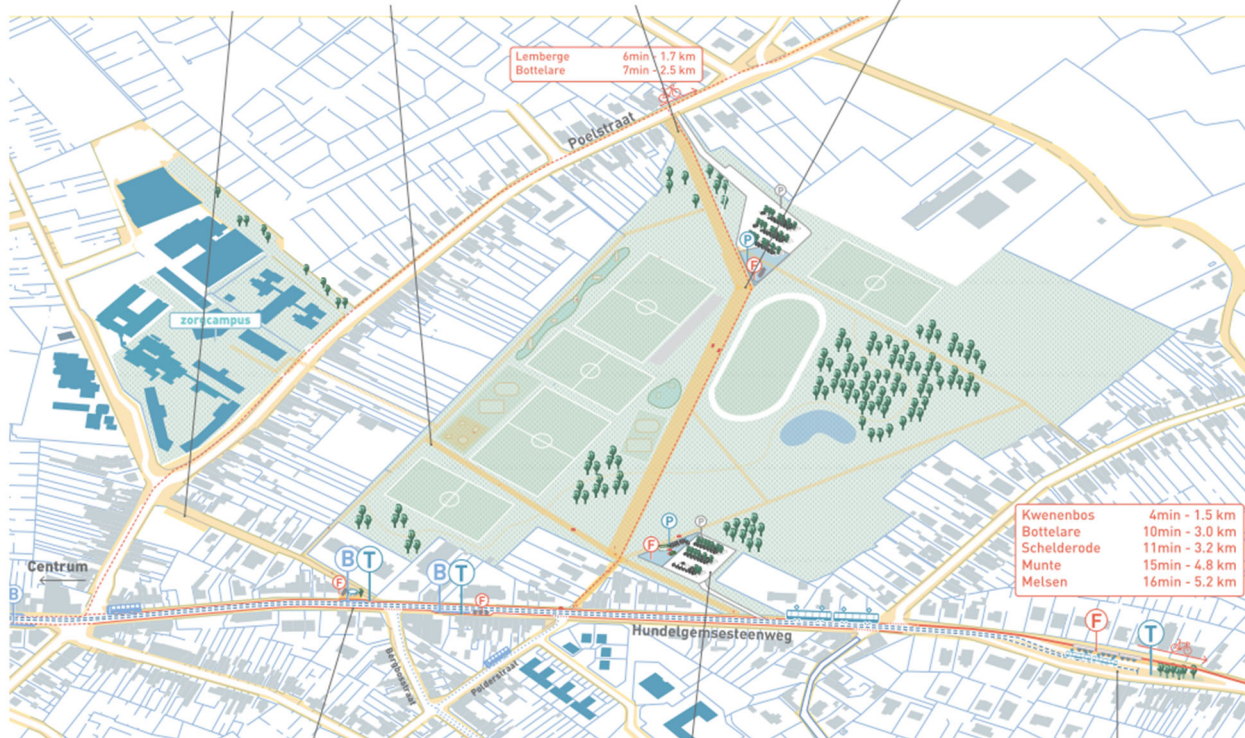 Lemberge 6min - 1.7 km
Bottelare 7min - 2.5 km
Poelstraat
P
P
F
zorgcampus
P
P
F
Kwenenbos 4min - 1.5 km
Bottelare 10min - 3.0 km
Schelderode 11min - 3.2 km
Munte 15min - 4.8 km
Melsen 16min - 5.2 km
Centrum
B
F
B
T
B
T
F
Hundelgemsesteenweg
F
T
Bergbosstraat
Polderstraat